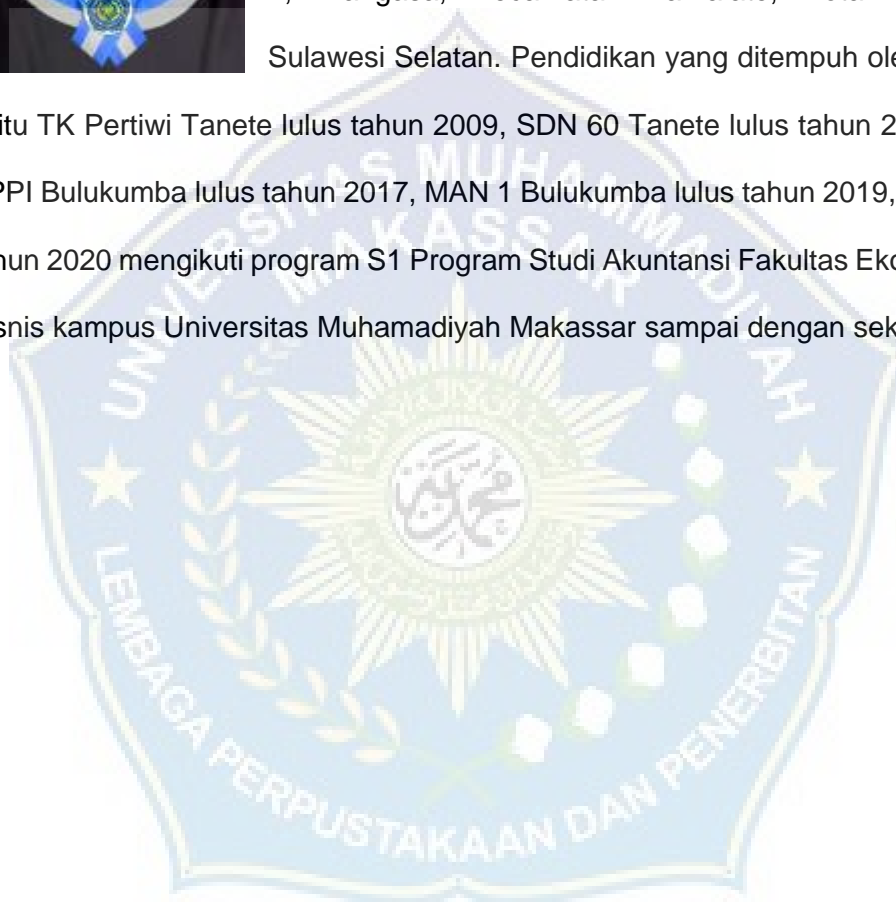 Sulawesi Selatan. Pendidikan yang ditempuh ole
itu TK Pertiwi Tanete lulus tahun 2009, SDN 60 Tanete lulus tahun 2
PPI Bulukumba lulus tahun 2017, MAN 1 Bulukumba lulus tahun 2019,
hun 2020 mengikuti program S1 Program Studi Akuntansi Fakultas Eko
snis kampus Universitas Muhamadiyah Makassar sampai dengan sek
UNIVERSITAS MUHAMMADIYAH
MAKASSAR
LEMBAGA PERPUSTAKAAN DAN PENERBITAN